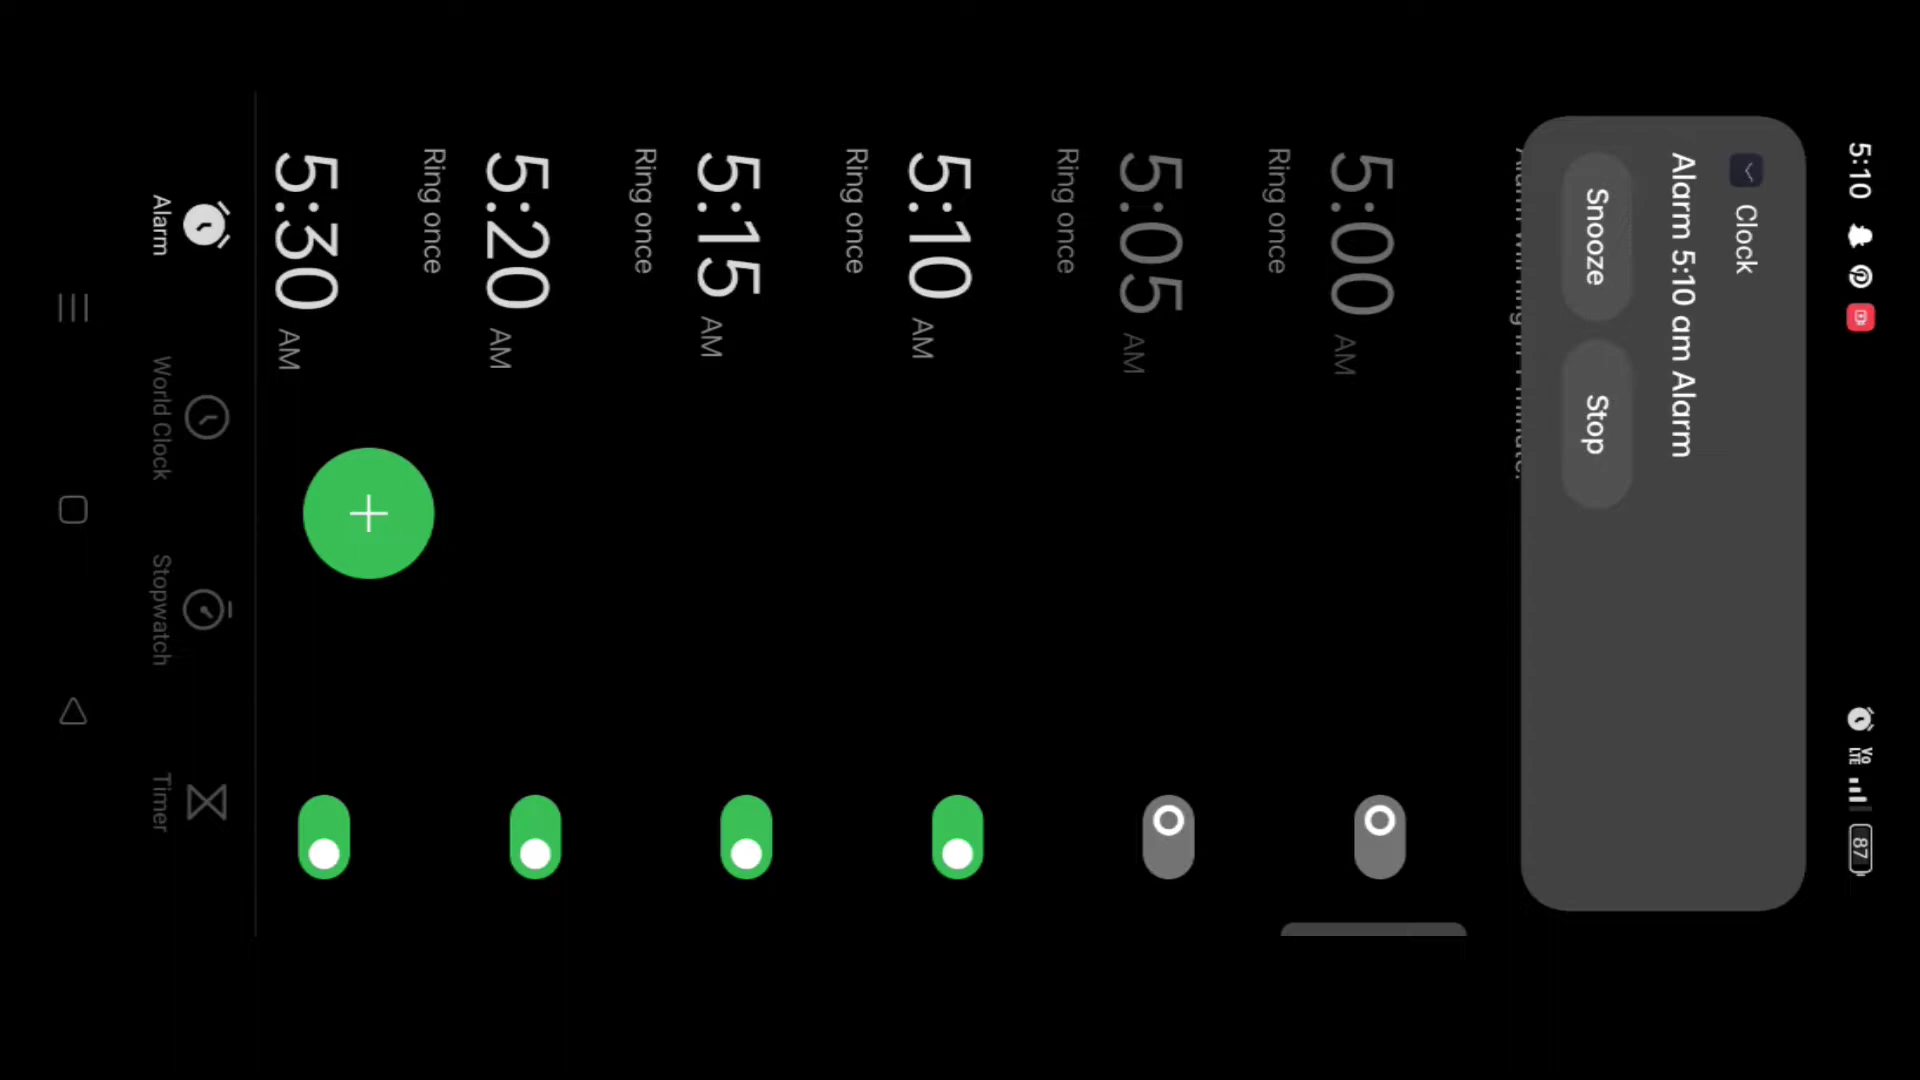 5:10
VoLTE
87
Clock
Alarm 5:10 am Alarm
Snooze
Stop
5:00 AM
Ring once
5:05 AM
Ring once
5:10 AM
Ring once
5:15 AM
Ring once
5:20 AM
Ring once
5:30 AM
Alarm
World Clock
Stopwatch
Timer